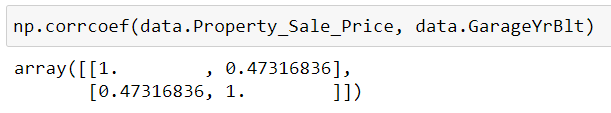 np.corrcoef(data.Property_Sale_Price, data.GarageYrBlt)
array([[1.        , 0.47316836],
       [0.47316836, 1.        ]])